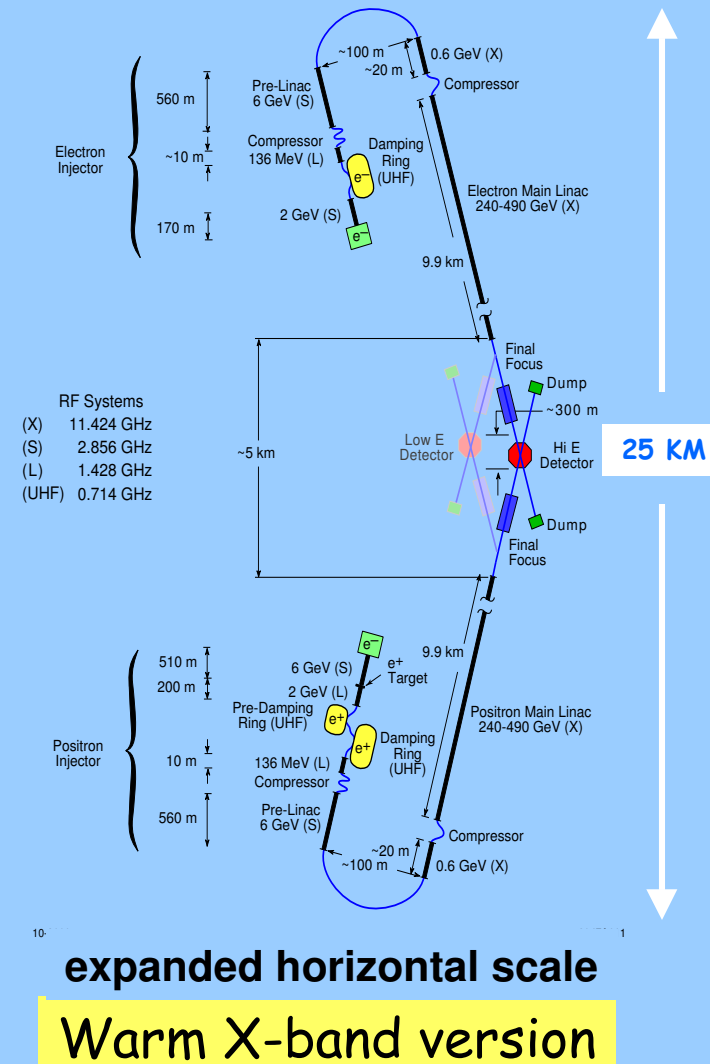 ~100 m
0.6 GeV (X)
~20 m
Compressor
Pre-Linac
6 GeV (S)
560 m
Compressor
136 MeV (L)
Damping
Ring
(UHF)
Electron
Injector
~10 m
e–
Electron Main Linac
240-490 GeV (X)
2 GeV (S)
170 m
e–
9.9 km
Final
Focus
Dump
~300 m
RF Systems
(X) 11.424 GHz
(S) 2.856 GHz
(L) 1.428 GHz
(UHF) 0.714 GHz
~5 km
Low E
Detector
Hi E
Detector
25 KM
Dump
Final
Focus
e–
9.9 km
510 m
6 GeV (S)
e+
Target
200 m
2 GeV (L)
Pre-Damping
Ring (UHF)
e+
Positron Main Linac
240-490 GeV (X)
e+
Damping
Ring
(UHF)
Positron
Injector
10 m
136 MeV (L)
Compressor
Pre-Linac
6 GeV (S)
560 m
Compressor
~20 m
~100 m
0.6 GeV (X)
10-
1
expanded horizontal scale
Warm X-band version